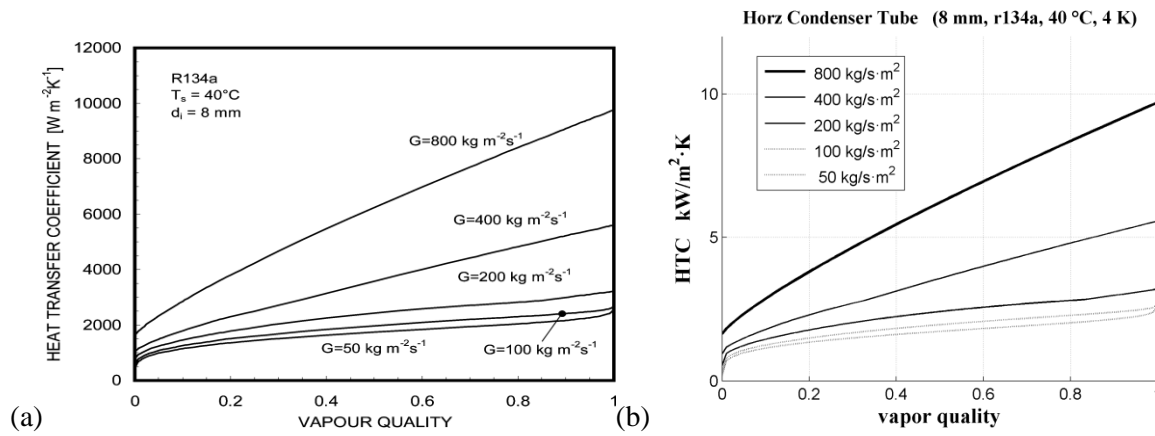 12000
10000
8000
6000
4000
2000
0
HEAT TRANSFER COEFFICIENT [W m-2K-1]
R134a
Ts = 40°C
di = 8 mm
G=800 kg m-2s-1
G=400 kg m-2s-1
G=200 kg m-2s-1
G=50 kg m-2s-1
G=100 kg m-2s-1
0 0.2 0.4 0.6 0.8 1
VAPOUR QUALITY
(a)
Horz Condenser Tube (8 mm, r134a, 40 °C, 4 K)
800 kg/s·m2
400 kg/s·m2
200 kg/s·m2
100 kg/s·m2
50 kg/s·m2
10
5
0
HTC kW/m2·K
0 0.2 0.4 0.6 0.8 1
vapor quality
(b)